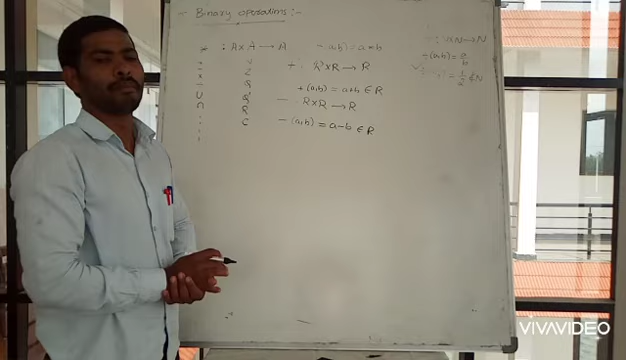 - Binary operations :-
* : A x A → A
* (a,b) = a * b
+ : R x R → R
+ (a,b) = a+b ∈ R
- : R x R → R
- (a,b) = a-b ∈ R
÷ (a,b) = a/b
U
∩
Z
Q
R
C
VIVAVIDEO